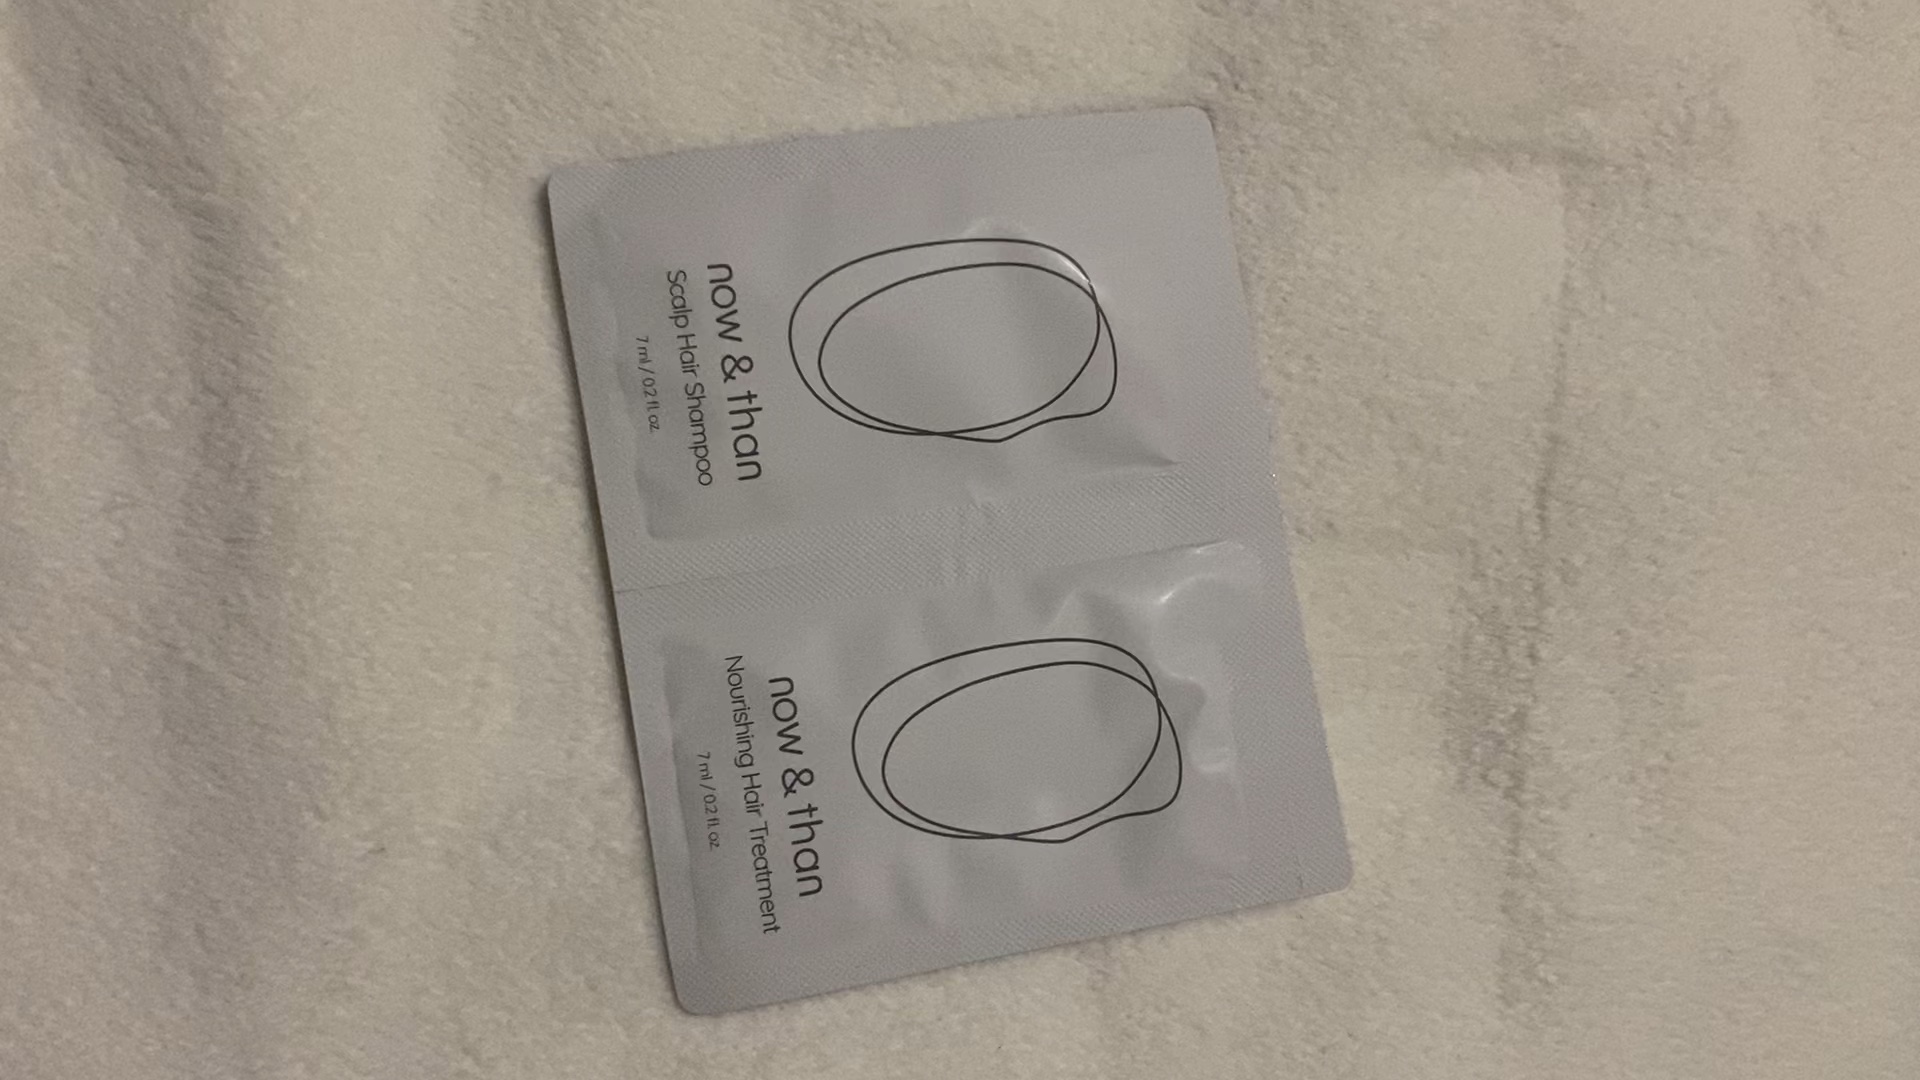 now & than
Scalp Hair Shampoo
7 ml / 0.2 fl. oz.
now & than
Nourishing Hair Treatment
7 ml / 0.2 fl. oz.